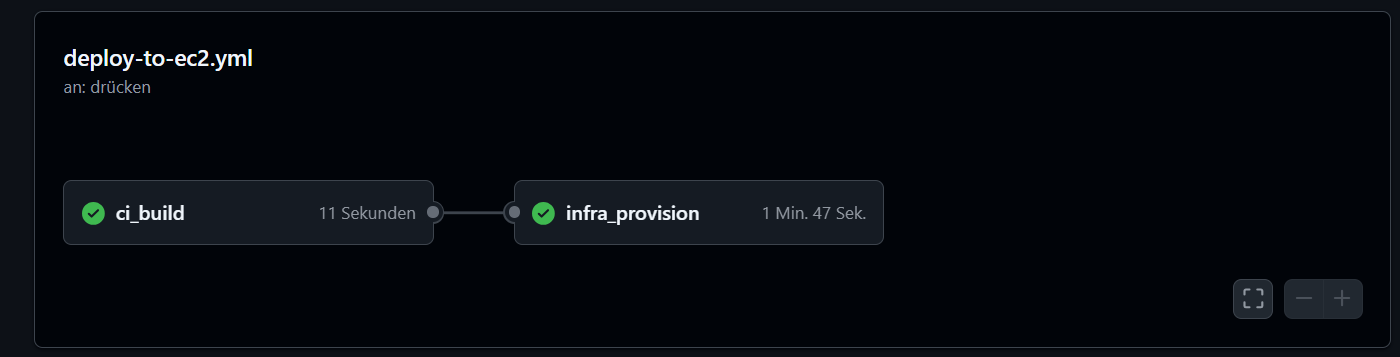 deploy-to-ec2.yml
an: drücken
ci_build
11 Sekunden
infra_provision
1 Min. 47 Sek.